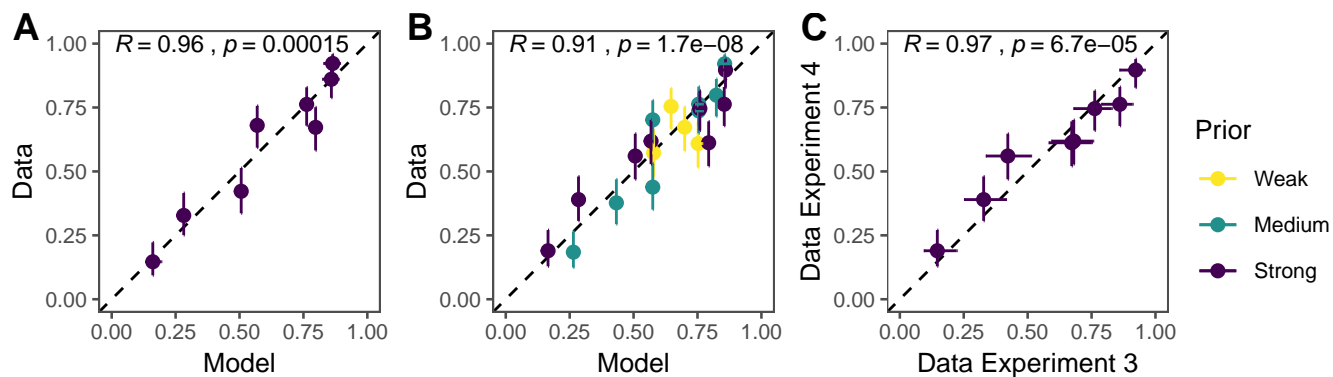 A
R = 0.96 , p = 0.00015
1.00
0.75
0.50
0.25
0.00
Data
0.00 0.25 0.50 0.75 1.00
Model
B
R = 0.91 , p = 1.7e−08
1.00
0.75
0.50
0.25
0.00
Data
0.00 0.25 0.50 0.75 1.00
Model
C
R = 0.97 , p = 6.7e−05
1.00
0.75
0.50
0.25
0.00
Data Experiment 4
0.00 0.25 0.50 0.75 1.00
Data Experiment 3
Prior
Weak
Medium
Strong